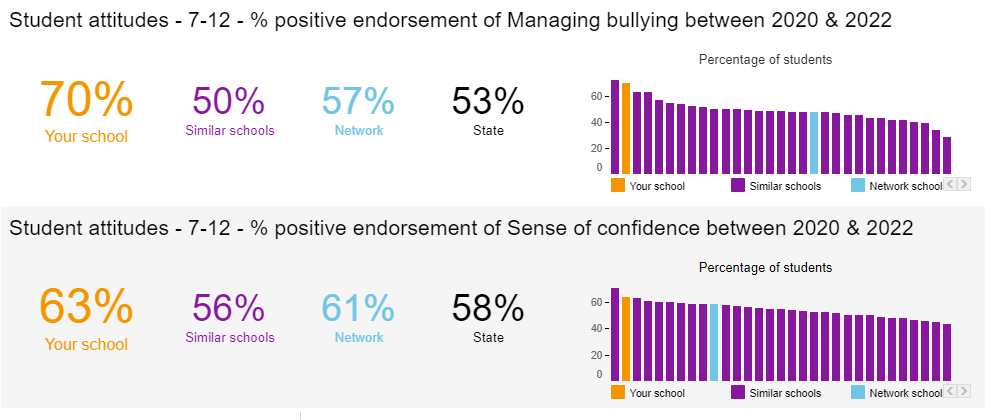 Student attitudes - 7-12 - % positive endorsement of Managing bullying between 2020 & 2022
Percentage of students
70% 50% 57% 53%
Your school Similar schools Network State
60
40
20
0
Your school Similar schools Network school
Student attitudes - 7-12 - % positive endorsement of Sense of confidence between 2020 & 2022
Percentage of students
63% 56% 61% 58%
Your school Similar schools Network State
60
40
20
0
Your school Similar schools Network school